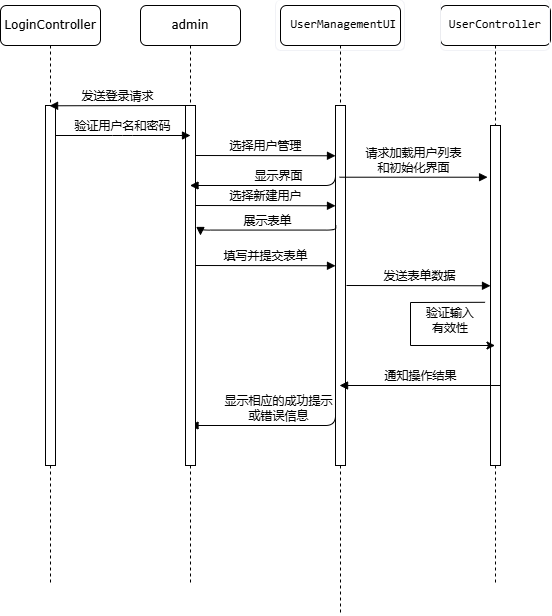 LoginController
admin
UserManagementUI
UserController
发送登录请求
验证用户名和密码
选择用户管理
请求加载用户列表
和初始化界面
显示界面
选择新建用户
展示表单
填写并提交表单
发送表单数据
验证输入
有效性
通知操作结果
显示相应的成功提示
或错误信息